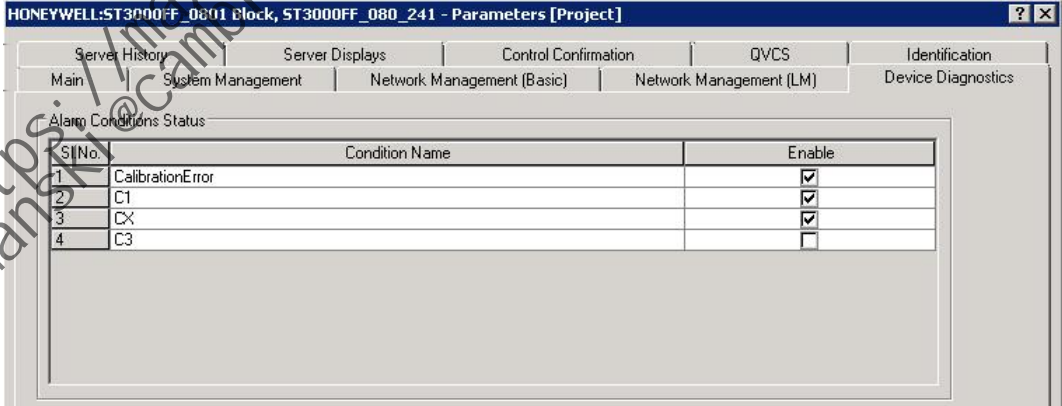 HONEYWELL:ST3000FF_0801 Block, ST3000FF_080_241 - Parameters [Project]
Server History Server Displays Control Confirmation QVCS Identification
Main System Management Network Management (Basic) Network Management (LM) Device Diagnostics
Alarm Conditions Status
Sl.No. Condition Name Enable
1 CalibrationError
2 C1
3 CX
4 C3